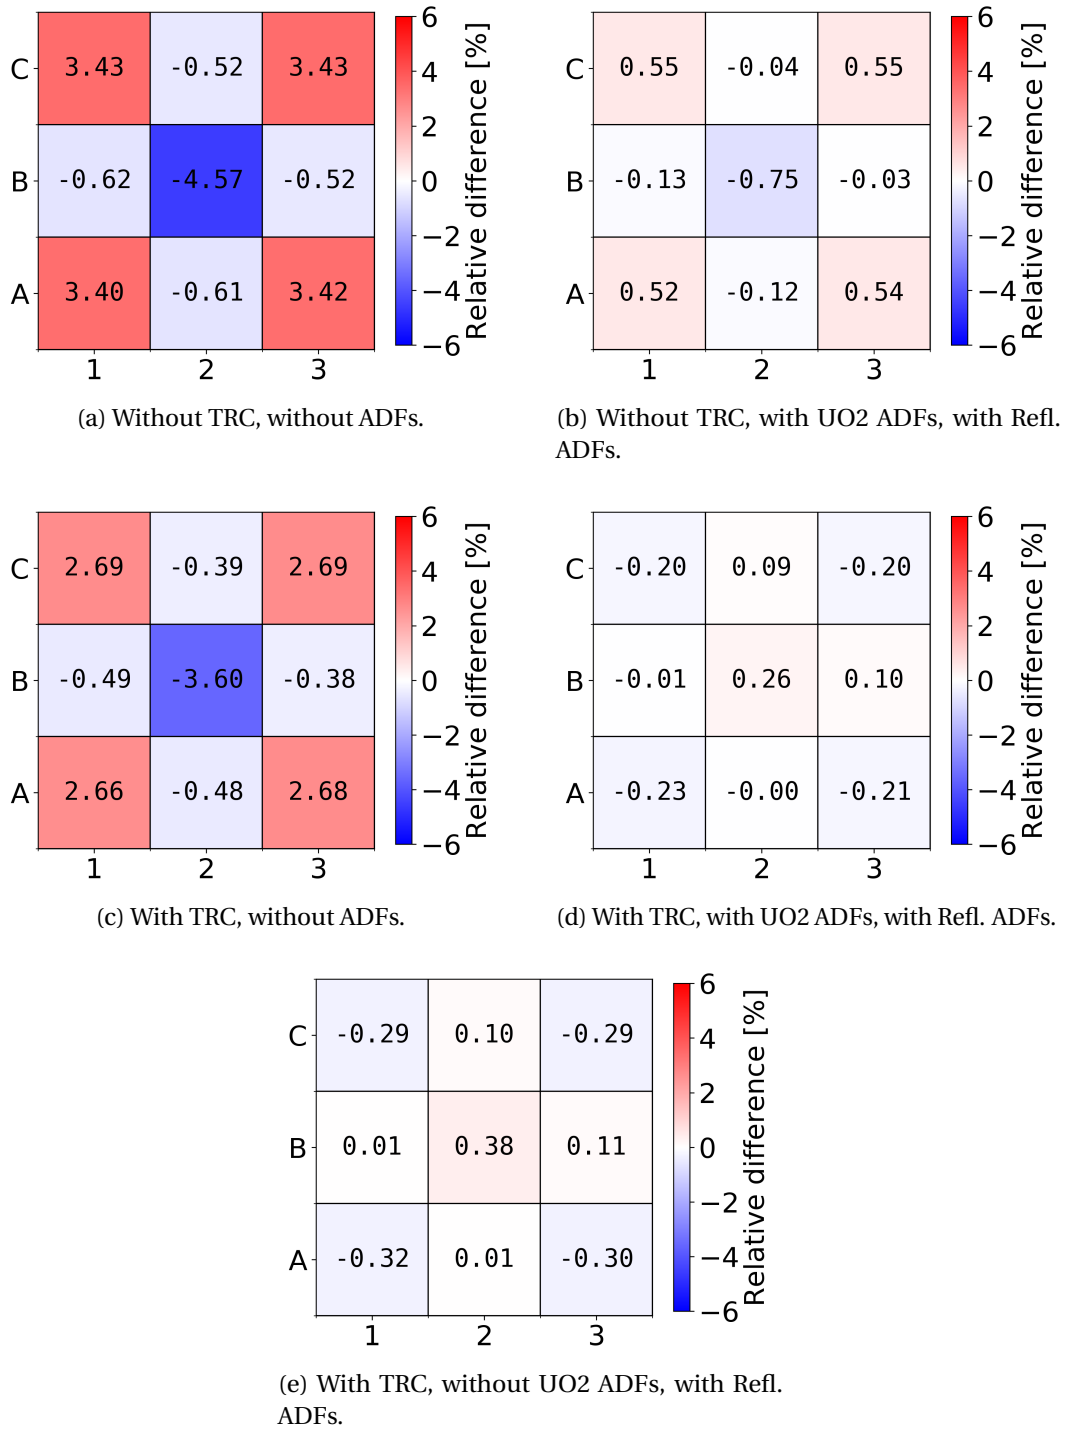 6
C 3.43 -0.52 3.43 4
2
B -0.62 -4.57 -0.52 0
−2
A 3.40 -0.61 3.42 −4
−6
1 2 3
Relative difference [%]
(a) Without TRC, without ADFs.
6
C 0.55 -0.04 0.55 4
2
B -0.13 -0.75 -0.03 0
−2
A 0.52 -0.12 0.54 −4
−6
1 2 3
Relative difference [%]
(b) Without TRC, with UO2 ADFs, with Refl.
ADFs.
6
C 2.69 -0.39 2.69 4
2
B -0.49 -3.60 -0.38 0
−2
A 2.66 -0.48 2.68 −4
−6
1 2 3
Relative difference [%]
(c) With TRC, without ADFs.
6
C -0.20 0.09 -0.20 4
2
B -0.01 0.26 0.10 0
−2
A -0.23 -0.00 -0.21 −4
−6
1 2 3
Relative difference [%]
(d) With TRC, with UO2 ADFs, with Refl. ADFs.
6
C -0.29 0.10 -0.29 4
2
B 0.01 0.38 0.11 0
−2
A -0.32 0.01 -0.30 −4
−6
1 2 3
Relative difference [%]
(e) With TRC, without UO2 ADFs, with Refl.
ADFs.